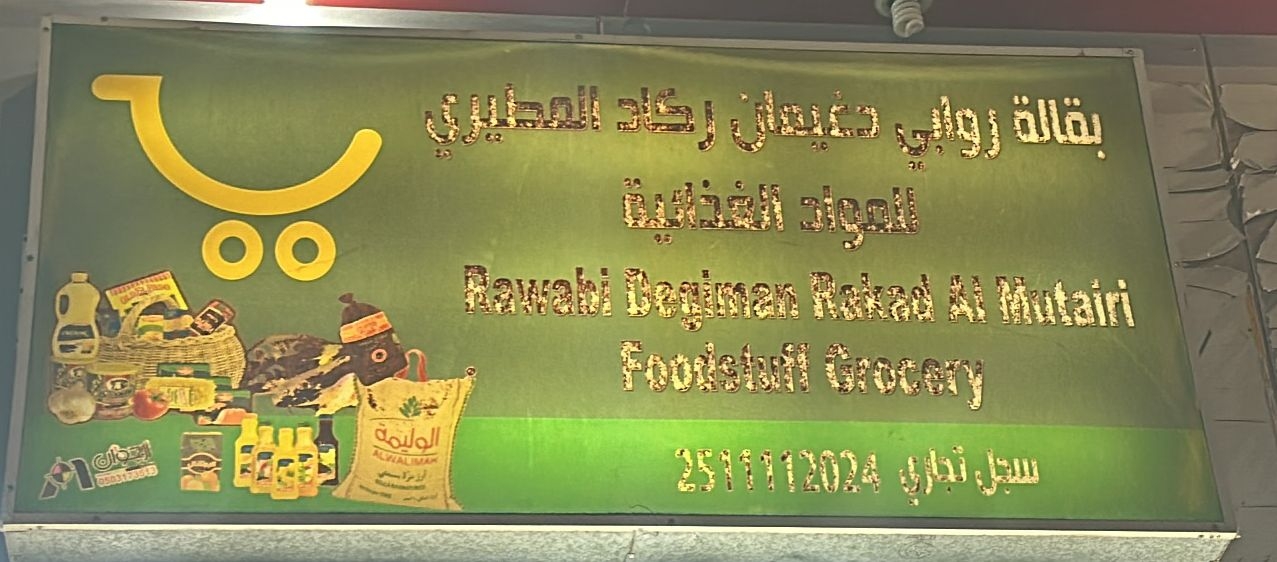 بقالة روابي دغيمان ركاد المطيري
للمواد الغذائية
Rawabi Degiman Rakad Al Mutairi
Foodstuff Grocery
سجل تجاري 2511112024
الوليمة
ALWALIMAH